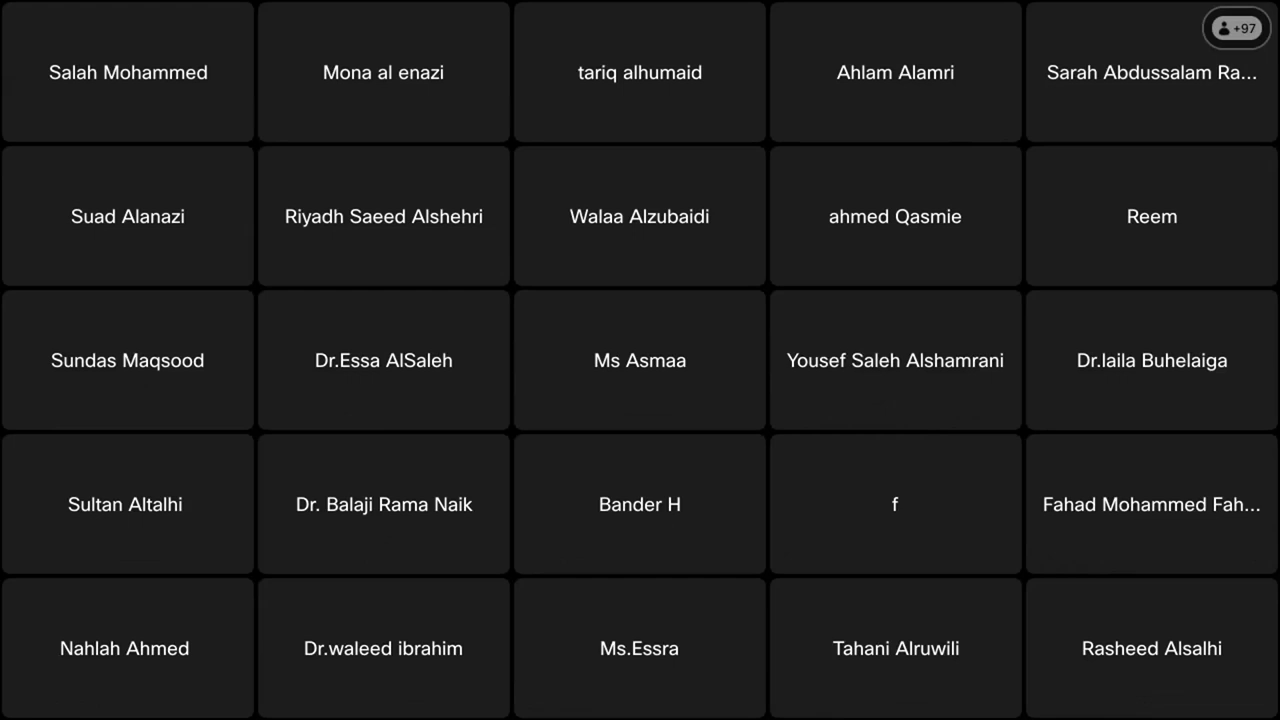 +97
Salah Mohammed
Mona al enazi
tariq alhumaid
Ahlam Alamri
Sarah Abdussalam Ra...
Suad Alanazi
Riyadh Saeed Alshehri
Walaa Alzubaidi
ahmed Qasmie
Reem
Sundas Maqsood
Dr.Essa AlSaleh
Ms Asmaa
Yousef Saleh Alshamrani
Dr.laila Buhelaiga
Sultan Altalhi
Dr. Balaji Rama Naik
Bander H
f
Fahad Mohammed Fah...
Nahlah Ahmed
Dr.waleed ibrahim
Ms.Essra
Tahani Alruwili
Rasheed Alsalhi